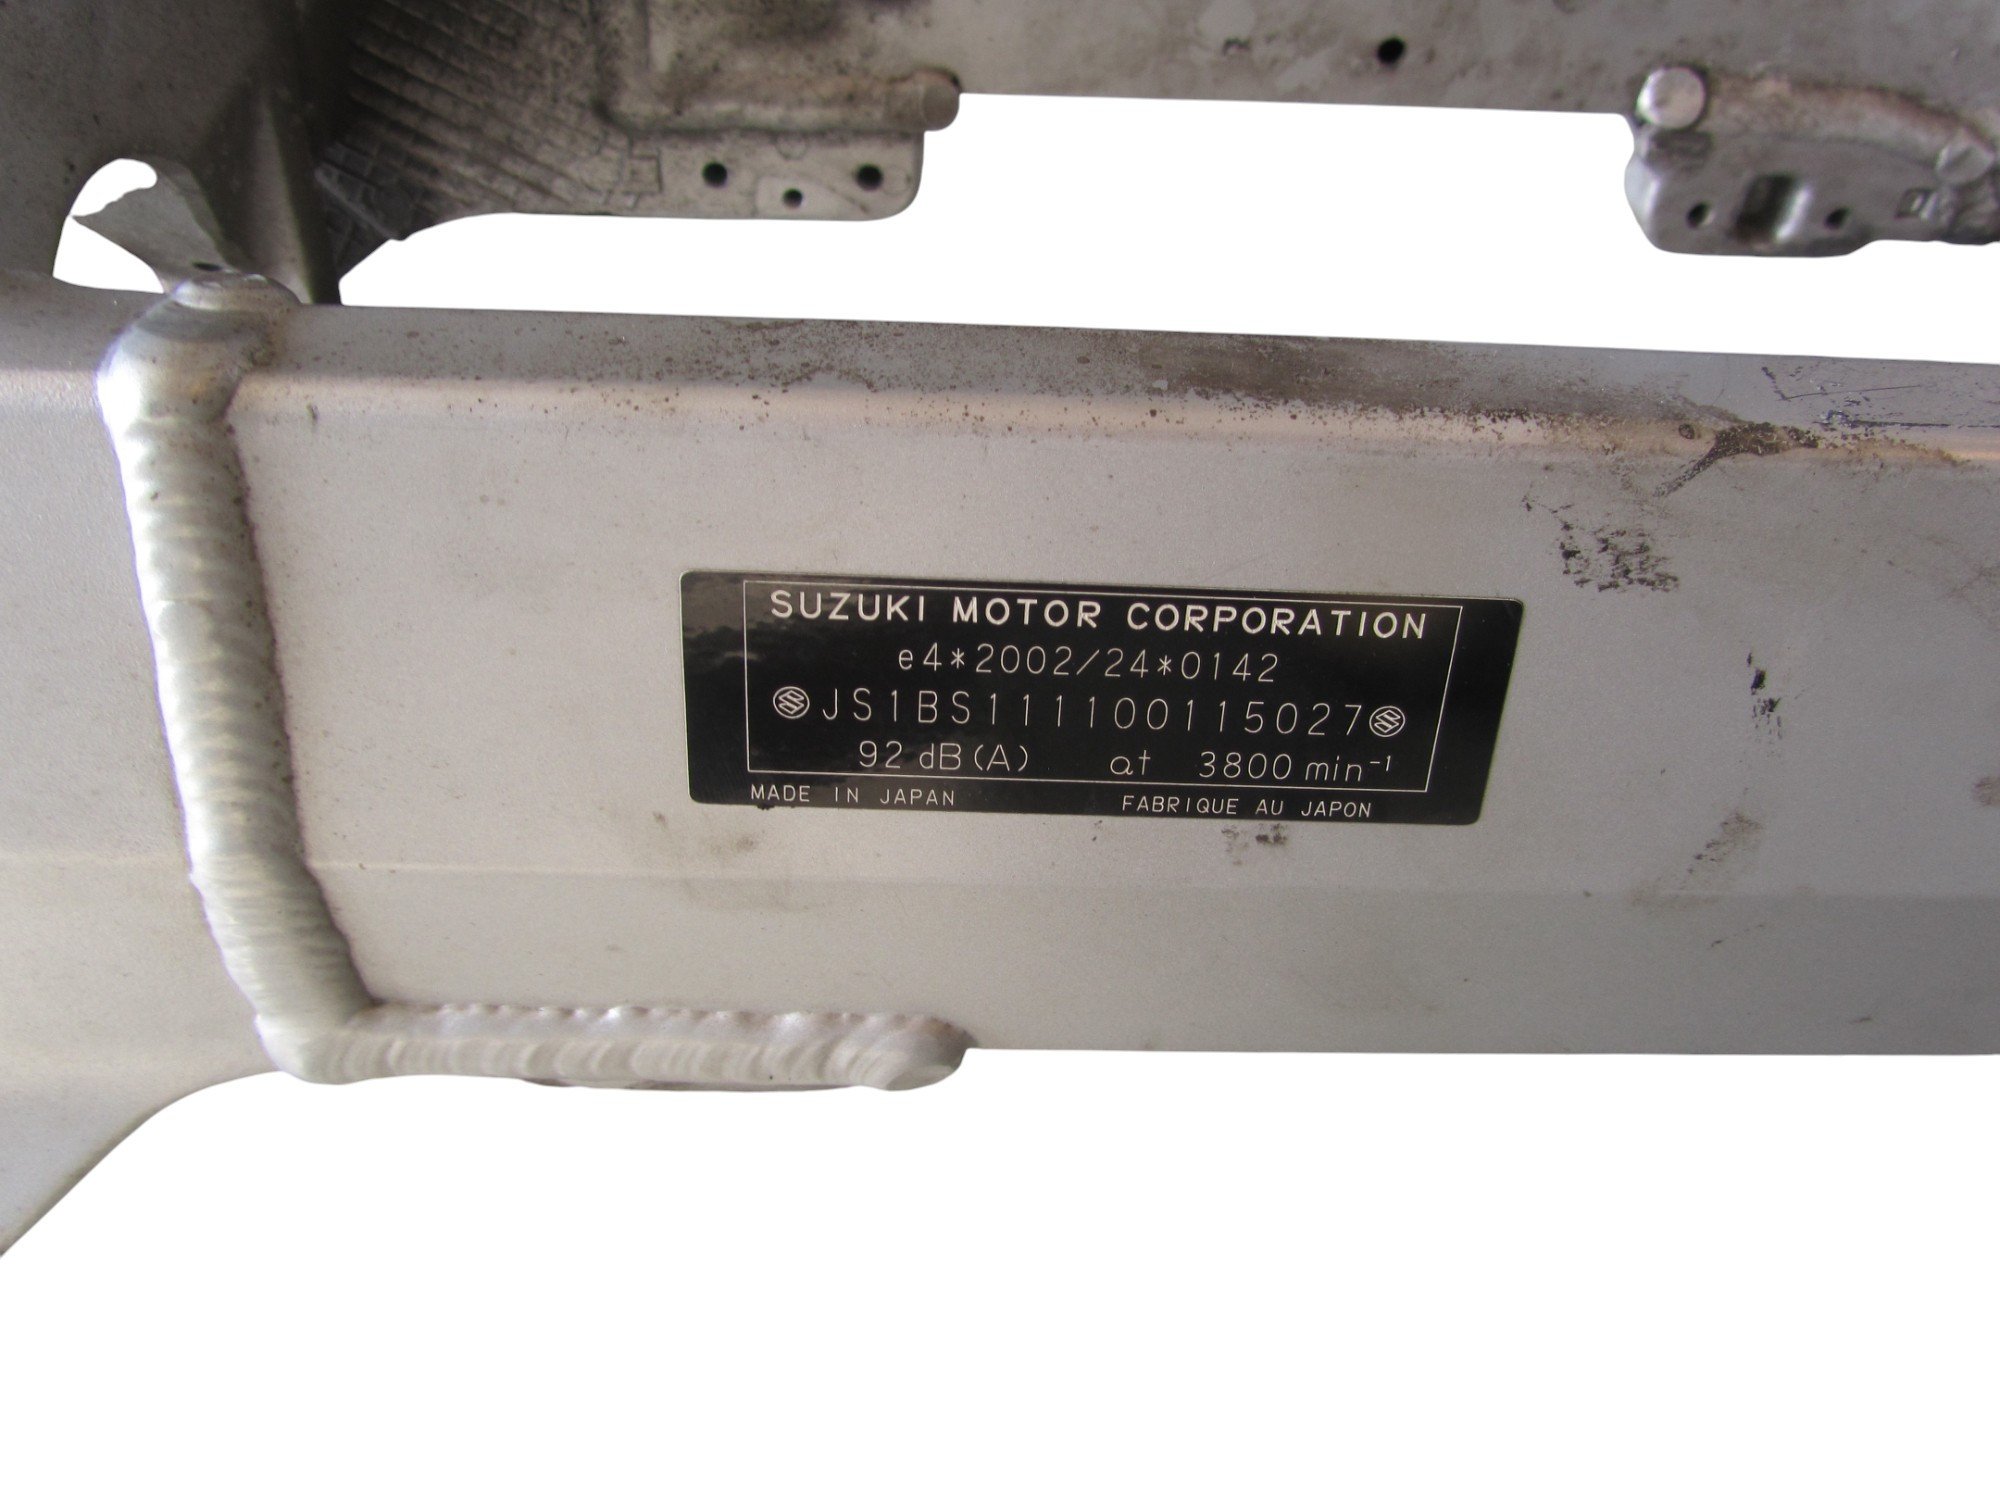 SUZUKI MOTOR CORPORATION
e4*2002/24*0142
JS1BS111100115027
92 dB(A) at 3800 min⁻¹
MADE IN JAPAN FABRIQUE AU JAPON